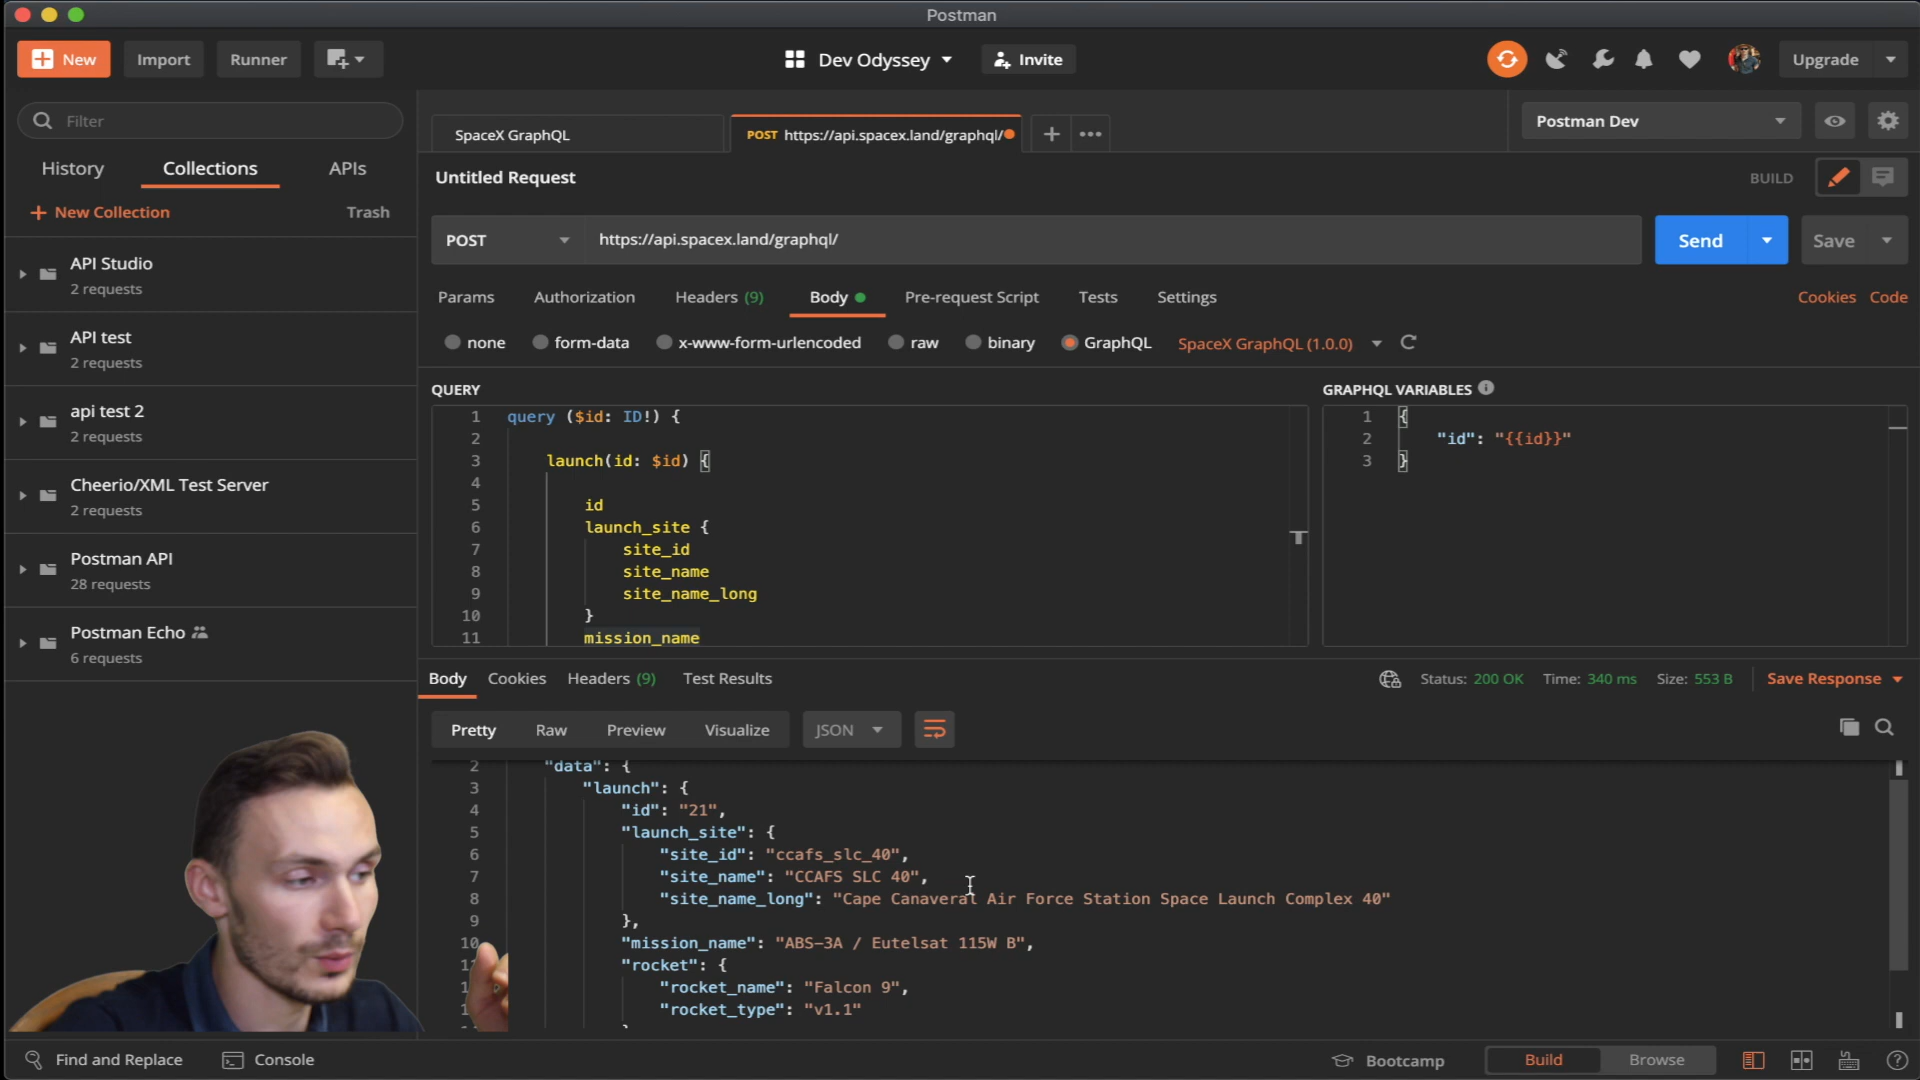 Postman
New
Import
Runner
Dev Odyssey
Invite
Upgrade
Filter
History
Collections
APIs
+ New Collection
Trash
API Studio
2 requests
API test
2 requests
api test 2
2 requests
Cheerio/XML Test Server
2 requests
Postman API
28 requests
Postman Echo
6 requests
SpaceX GraphQL
POST https://api.spacex.land/graphql/
Postman Dev
Untitled Request
BUILD
POST
https://api.spacex.land/graphql/
Send
Save
Params
Authorization
Headers (9)
Body
Pre-request Script
Tests
Settings
Cookies
Code
none
form-data
x-www-form-urlencoded
raw
binary
GraphQL
SpaceX GraphQL (1.0.0)
QUERY
1 query ($id: ID!) {
2
3 launch(id: $id) {
4
5 id
6 launch_site {
7 site_id
8 site_name
9 site_name_long
10 }
11 mission_name
GRAPHQL VARIABLES
1 {
2 "id": "{{id}}"
3 }
Body
Cookies
Headers (9)
Test Results
Status: 200 OK
Time: 340 ms
Size: 553 B
Save Response
Pretty
Raw
Preview
Visualize
JSON
2 "data": {
3 "launch": {
4 "id": "21",
5 "launch_site": {
6 "site_id": "ccafs_slc_40",
7 "site_name": "CCAFS SLC 40",
8 "site_name_long": "Cape Canaveral Air Force Station Space Launch Complex 40"
9 },
10 "mission_name": "ABS-3A / Eutelsat 115W B",
"rocket": {
"rocket_name": "Falcon 9",
"rocket_type": "v1.1"
Find and Replace
Console
Bootcamp
Build
Browse